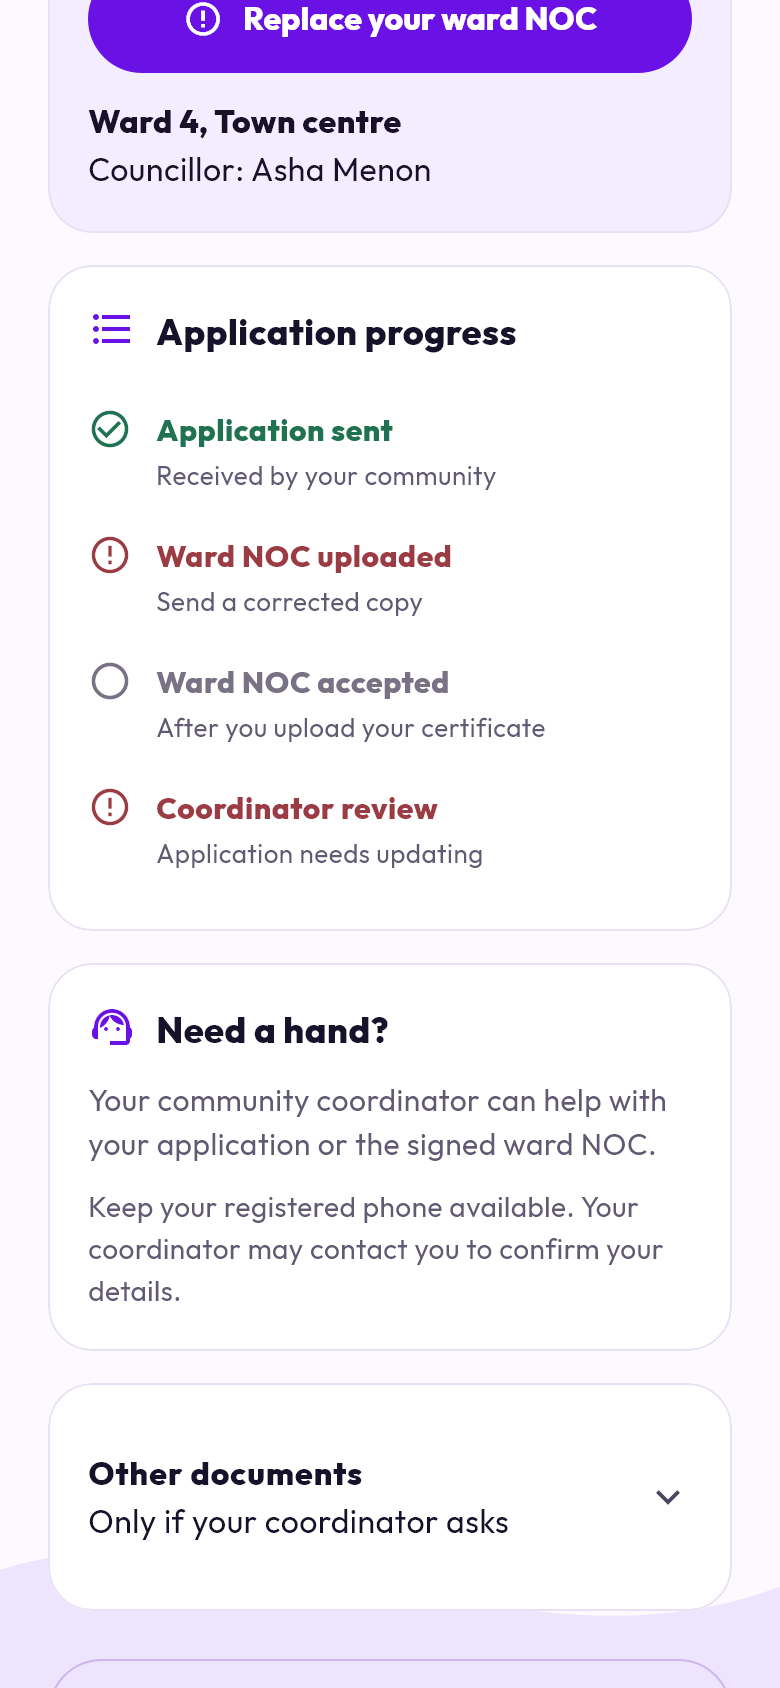 Replace your ward NOC
Ward 4, Town centre
Councillor: Asha Menon
Application progress
Application sent
Received by your community
Ward NOC uploaded
Send a corrected copy
Ward NOC accepted
After you upload your certificate
Coordinator review
Application needs updating
Need a hand?
Your community coordinator can help with
your application or the signed ward NOC.
Keep your registered phone available. Your
coordinator may contact you to confirm your
details.
Other documents
Only if your coordinator asks